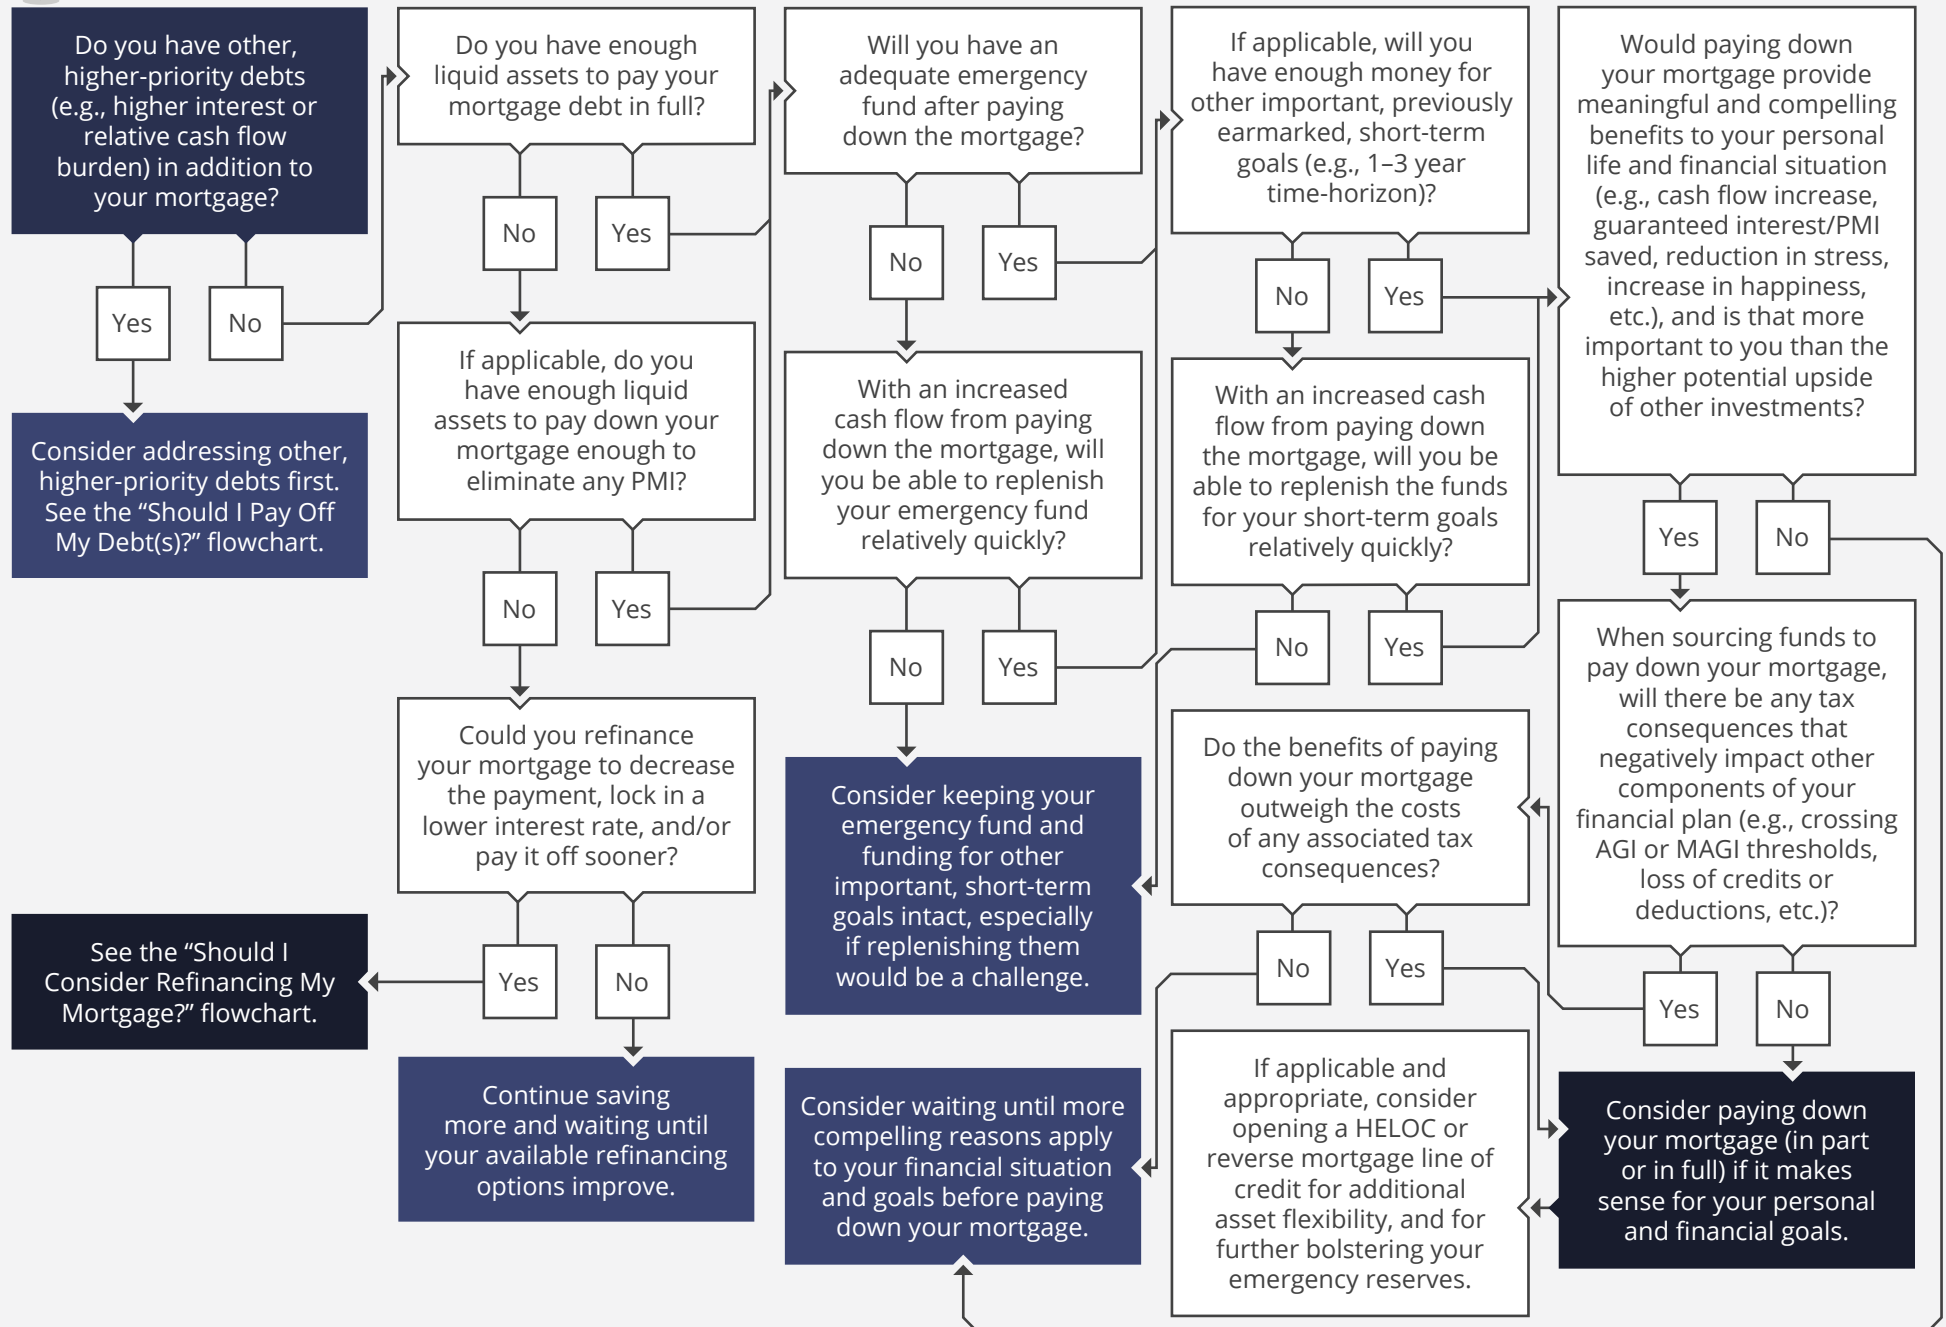 Do you have other,
higher-priority debts
(e.g., higher interest or
relative cash flow
burden) in addition to
your mortgage?
Yes
No
Consider addressing other,
higher-priority debts first.
See the “Should I Pay Off
My Debt(s)?” flowchart.
Do you have enough
liquid assets to pay your
mortgage debt in full?
No
Yes
If applicable, do you
have enough liquid
assets to pay down your
mortgage enough to
eliminate any PMI?
No
Yes
Could you refinance
your mortgage to decrease
the payment, lock in a
lower interest rate, and/or
pay it off sooner?
Yes
No
See the “Should I
Consider Refinancing My
Mortgage?” flowchart.
Continue saving
more and waiting until
your available refinancing
options improve.
Will you have an
adequate emergency
fund after paying
down the mortgage?
No
Yes
With an increased
cash flow from paying
down the mortgage, will
you be able to replenish
your emergency fund
relatively quickly?
No
Yes
Consider keeping your
emergency fund and
funding for other
important, short-term
goals intact, especially
if replenishing them
would be a challenge.
Consider waiting until more
compelling reasons apply
to your financial situation
and goals before paying
down your mortgage.
If applicable, will you
have enough money for
other important, previously
earmarked, short-term
goals (e.g., 1–3 year
time-horizon)?
No
Yes
With an increased cash
flow from paying down
the mortgage, will you be
able to replenish the funds
for your short-term goals
relatively quickly?
No
Yes
Do the benefits of paying
down your mortgage
outweigh the costs
of any associated tax
consequences?
No
Yes
If applicable and
appropriate, consider
opening a HELOC or
reverse mortgage line of
credit for additional
asset flexibility, and for
further bolstering your
emergency reserves.
Would paying down
your mortgage provide
meaningful and compelling
benefits to your personal
life and financial situation
(e.g., cash flow increase,
guaranteed interest/PMI
saved, reduction in stress,
increase in happiness,
etc.), and is that more
important to you than the
higher potential upside
of other investments?
Yes
No
When sourcing funds to
pay down your mortgage,
will there be any tax
consequences that
negatively impact other
components of your
financial plan (e.g., crossing
AGI or MAGI thresholds,
loss of credits or
deductions, etc.)?
Yes
No
Consider paying down
your mortgage (in part
or in full) if it makes
sense for your personal
and financial goals.